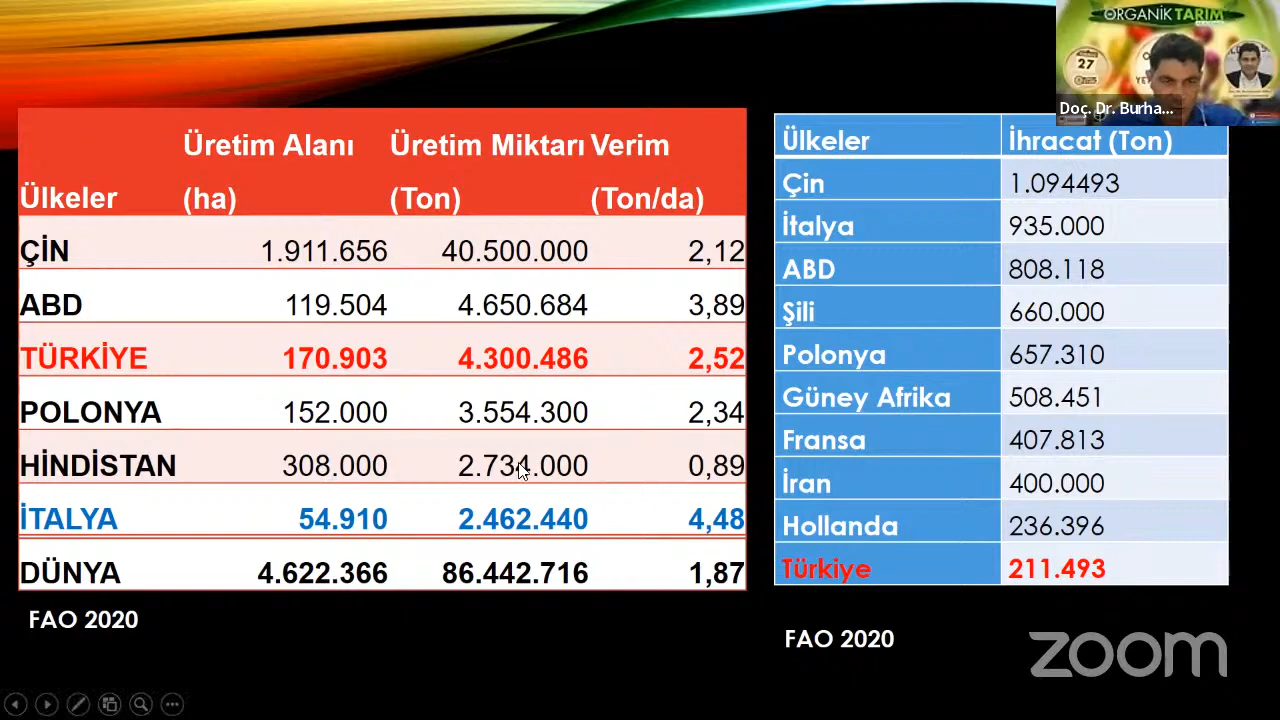 ORGANİK TARIM
27
Doç. Dr. Burha...
Üretim Alanı Üretim Miktarı Verim
Ülkeler (ha) (Ton) (Ton/da)
ÇİN 1.911.656 40.500.000 2,12
ABD 119.504 4.650.684 3,89
TÜRKİYE 170.903 4.300.486 2,52
POLONYA 152.000 3.554.300 2,34
HİNDİSTAN 308.000 2.734.000 0,89
İTALYA 54.910 2.462.440 4,48
DÜNYA 4.622.366 86.442.716 1,87
FAO 2020
Ülkeler İhracat (Ton)
Çin 1.094493
İtalya 935.000
ABD 808.118
Şili 660.000
Polonya 657.310
Güney Afrika 508.451
Fransa 407.813
İran 400.000
Hollanda 236.396
Türkiye 211.493
FAO 2020
zoom